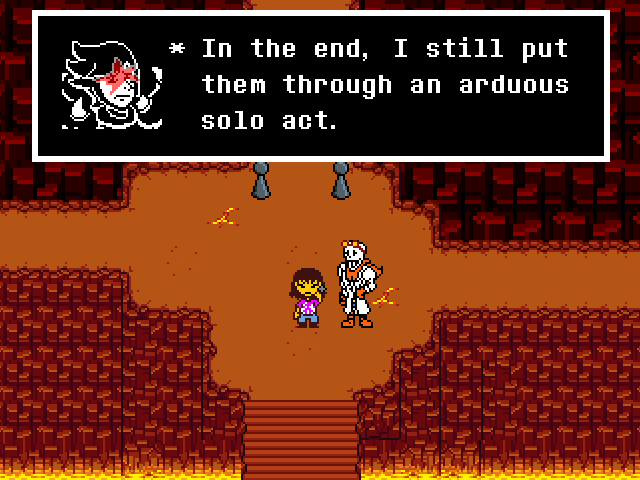 * In the end, I still put
them through an arduous
solo act.